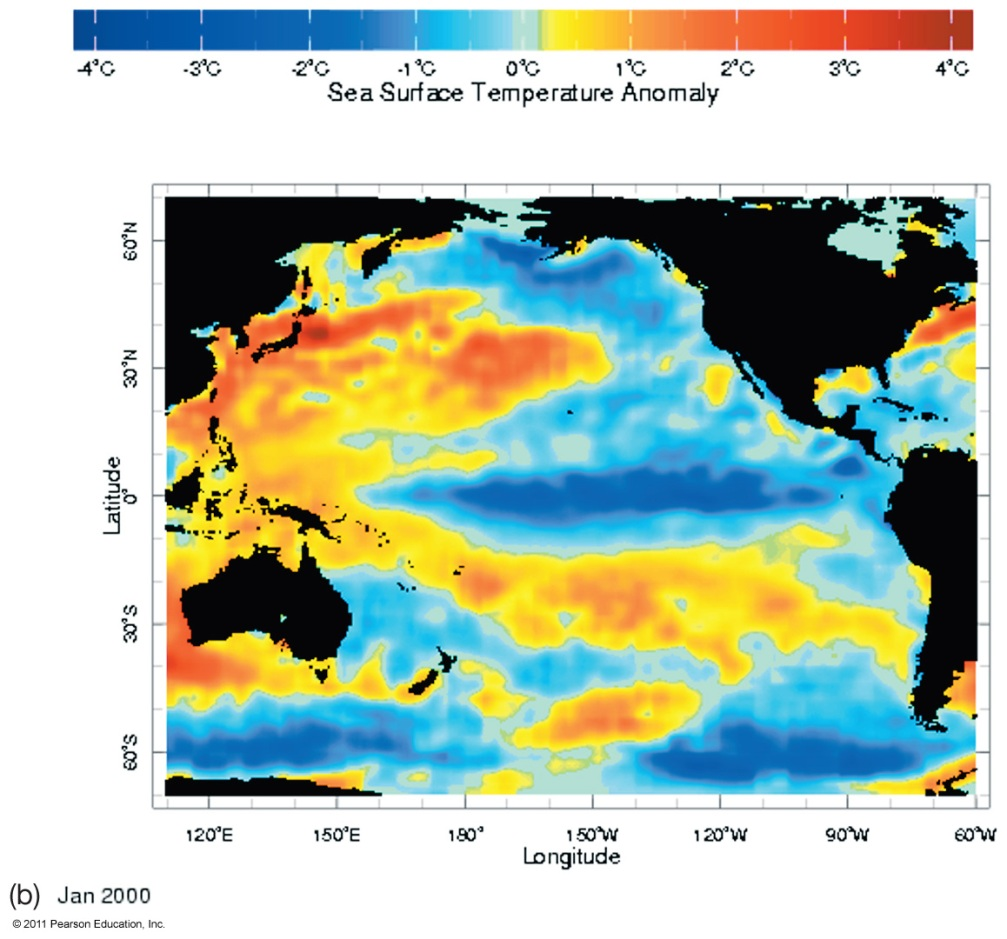 -4°C -3°C -2°C -1°C 0°C 1°C 2°C 3°C 4°C
Sea Surface Temperature Anomaly
60°N
30°N
0°
30°S
60°S
Latitude
120°E 150°E 180° 150°W 120°W 90°W 60°W
Longitude
(b) Jan 2000
© 2011 Pearson Education, Inc.